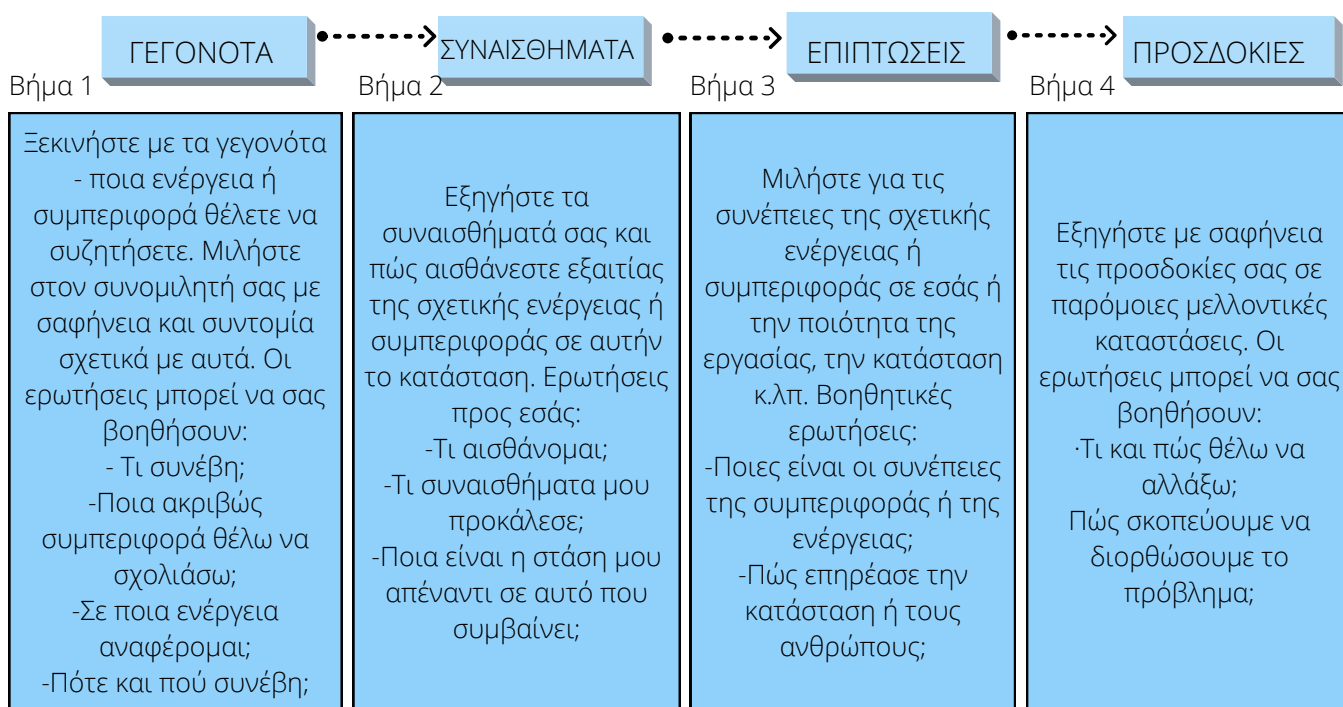 ΓΕΓΟΝΟΤΑ
Βήμα 1
Ξεκινήστε με τα γεγονότα
- ποια ενέργεια ή
συμπεριφορά θέλετε να
συζητήσετε. Μιλήστε
στον συνομιλητή σας με
σαφήνεια και συντομία
σχετικά με αυτά. Οι
ερωτήσεις μπορεί να σας
βοηθήσουν:
- Τι συνέβη;
-Ποια ακριβώς
συμπεριφορά θέλω να
σχολιάσω;
-Σε ποια ενέργεια
αναφέρομαι;
-Πότε και πού συνέβη;
ΣΥΝΑΙΣΘΗΜΑΤΑ
Βήμα 2
Εξηγήστε τα
συναισθήματά σας και
πώς αισθάνεστε εξαιτίας
της σχετικής ενέργειας ή
συμπεριφοράς σε αυτήν
το κατάσταση. Ερωτήσεις
προς εσάς:
-Τι αισθάνομαι;
-Τι συναισθήματα μου
προκάλεσε;
-Ποια είναι η στάση μου
απέναντι σε αυτό που
συμβαίνει;
ΕΠΙΠΤΩΣΕΙΣ
Βήμα 3
Μιλήστε για τις
συνέπειες της σχετικής
ενέργειας ή
συμπεριφοράς σε εσάς ή
την ποιότητα της
εργασίας, την κατάσταση
κ.λπ. Βοηθητικές
ερωτήσεις:
-Ποιες είναι οι συνέπειες
της συμπεριφοράς ή της
ενέργειας;
-Πώς επηρέασε την
κατάσταση ή τους
ανθρώπους;
ΠΡΟΣΔΟΚΙΕΣ
Βήμα 4
Εξηγήστε με σαφήνεια
τις προσδοκίες σας σε
παρόμοιες μελλοντικές
καταστάσεις. Οι
ερωτήσεις μπορεί να σας
βοηθήσουν:
·Τι και πώς θέλω να
αλλάξω;
Πώς σκοπεύουμε να
διορθώσουμε το
πρόβλημα;